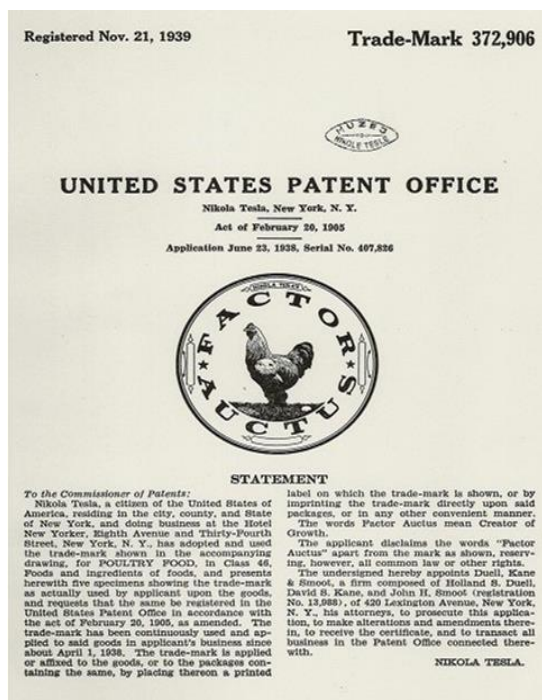 Registered Nov. 21, 1939
Trade-Mark 372,906
MUZEJ
NIKOLE TESLE
UNITED STATES PATENT OFFICE
Nikola Tesla, New York, N. Y.
Act of February 20, 1905
Application June 23, 1938, Serial No. 407,826
NIKOLA TESLA'S
FACTOR
AUCTUS
STATEMENT
To the Commissioner of Patents:
Nikola Tesla, a citizen of the United States of
America, residing in the city, county, and State
of New York, and doing business at the Hotel
New Yorker, Eighth Avenue and Thirty-Fourth
Street, New York, N. Y., has adopted and used
the trade-mark shown in the accompanying
drawing, for POULTRY FOOD, in Class 46,
Foods and ingredients of foods, and presents
herewith five specimens showing the trade-mark
as actually used by applicant upon the goods,
and requests that the same be registered in the
United States Patent Office in accordance with
the act of February 20, 1905, as amended. The
trade-mark has been continuously used and ap-
plied to said goods in applicant's business since
about April 1, 1938. The trade-mark is applied
or affixed to the goods, or to the packages con-
taining the same, by placing thereon a printed
label on which the trade-mark is shown, or by
imprinting the trade-mark directly upon said
packages, or in any other convenient manner.
The words Factor Auctus mean Creator of
Growth.
The applicant disclaims the words "Factor
Auctus" apart from the mark as shown, reserv-
ing, however, all common law or other rights.
The undersigned hereby appoints Duell, Kane
& Smoot, a firm composed of Holland S. Duell,
David S. Kane, and John H. Smoot (registration
No. 13,988), of 420 Lexington Avenue, New York,
N. Y., his attorneys, to prosecute this applica-
tion, to make alterations and amendments there-
in, to receive the certificate, and to transact all
business in the Patent Office connected there-
with.
NIKOLA TESLA.